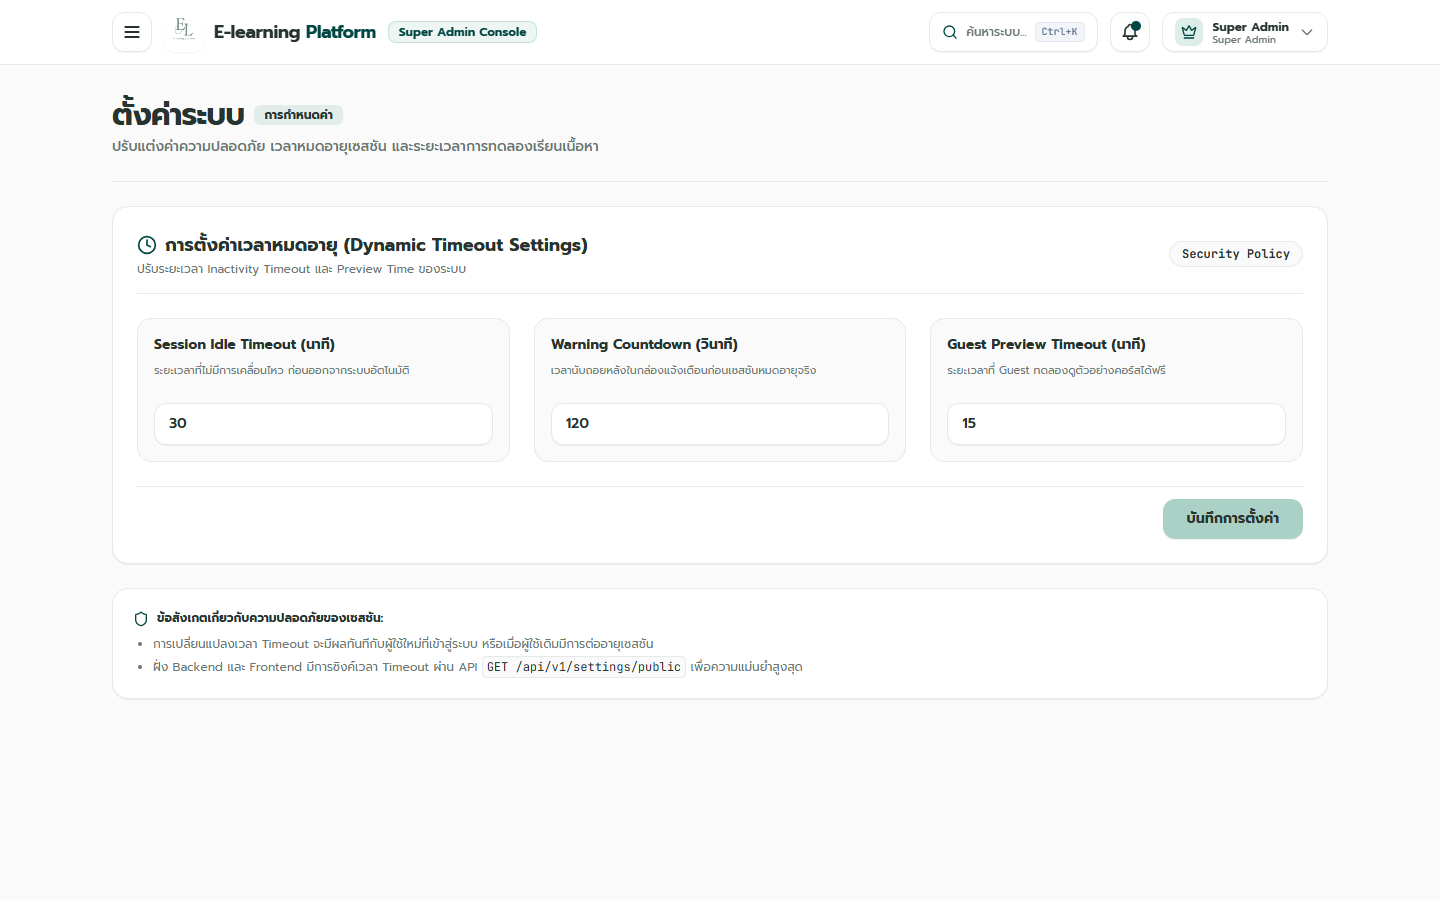 EL
E-learning Platform
Super Admin Console
ค้นหาระบบ...
Ctrl+K
Super Admin
Super Admin
ตั้งค่าระบบ
การกำหนดค่า
ปรับแต่งค่าความปลอดภัย เวลาหมดอายุเซสชัน และระยะเวลาการทดลองเรียนเนื้อหา
การตั้งค่าเวลาหมดอายุ (Dynamic Timeout Settings)
ปรับระยะเวลา Inactivity Timeout และ Preview Time ของระบบ
Security Policy
Session Idle Timeout (นาที)
ระยะเวลาที่ไม่มีการเคลื่อนไหว ก่อนออกจากระบบอัตโนมัติ
30
Warning Countdown (วินาที)
เวลานับถอยหลังในกล่องแจ้งเตือนก่อนเซสชันหมดอายุจริง
120
Guest Preview Timeout (นาที)
ระยะเวลาที่ Guest ทดลองดูตัวอย่างคอร์สได้ฟรี
15
บันทึกการตั้งค่า
ข้อสังเกตเกี่ยวกับความปลอดภัยของเซสชัน:
• การเปลี่ยนแปลงเวลา Timeout จะมีผลทันทีกับผู้ใช้ใหม่ที่เข้าสู่ระบบ หรือเมื่อผู้ใช้เดิมมีการต่ออายุเซสชัน
• ฝั่ง Backend และ Frontend มีการซิงค์เวลา Timeout ผ่าน API GET /api/v1/settings/public เพื่อความแม่นยำสูงสุด